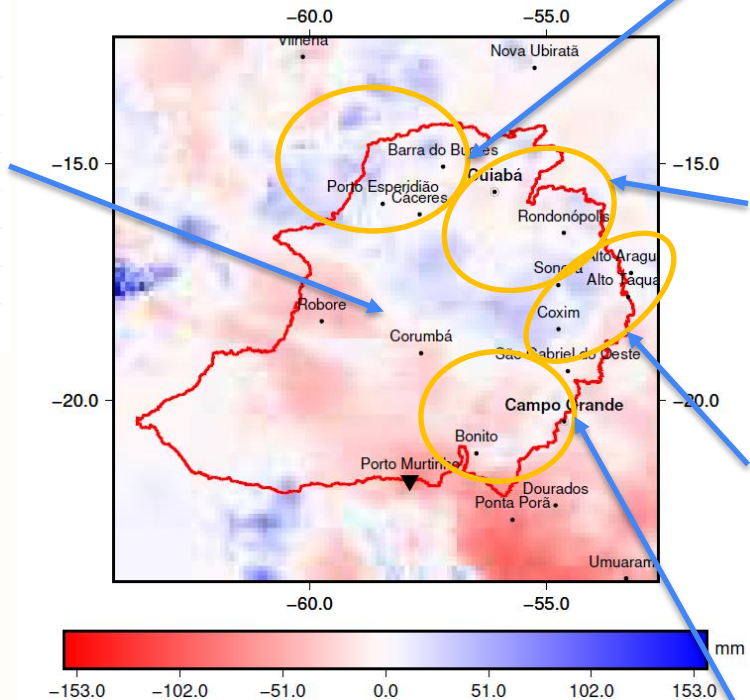 −60.0 −55.0
Vilhena
Nova Ubiratã
−15.0 −15.0
Barra do Bugres
Cuiabá
Porto Esperidião
Cáceres
Rondonópolis
Alto Aragu
Sonora
Alto Taqua
Robore
Coxim
Corumbá
São Gabriel do Oeste
−20.0 −20.0
Campo Grande
Bonito
Porto Murtinho
Dourados
Ponta Porã
Umuaram
−60.0 −55.0
mm
−153.0 −102.0 −51.0 0.0 51.0 102.0 153.0